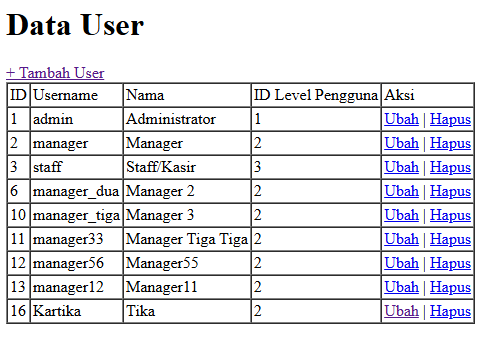 Data User
+ Tambah User
ID Username Nama ID Level Pengguna Aksi
1 admin Administrator 1 Ubah | Hapus
2 manager Manager 2 Ubah | Hapus
3 staff Staff/Kasir 3 Ubah | Hapus
6 manager_dua Manager 2 2 Ubah | Hapus
10 manager_tiga Manager 3 2 Ubah | Hapus
11 manager33 Manager Tiga Tiga 2 Ubah | Hapus
12 manager56 Manager55 2 Ubah | Hapus
13 manager12 Manager11 2 Ubah | Hapus
16 Kartika Tika 2 Ubah | Hapus